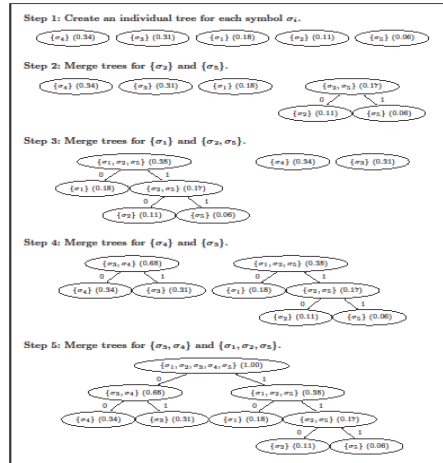 Step 1: Create an individual tree for each symbol σᵢ.
{σ₄} (0.34) {σ₃} (0.31) {σ₁} (0.18) {σ₂} (0.11) {σ₅} (0.06)
Step 2: Merge trees for {σ₂} and {σ₅}.
{σ₄} (0.34) {σ₃} (0.31) {σ₁} (0.18) {σ₂, σ₅} (0.17)
0 1
{σ₂} (0.11) {σ₅} (0.06)
Step 3: Merge trees for {σ₁} and {σ₂, σ₅}.
{σ₁, σ₂, σ₅} (0.35) {σ₄} (0.34) {σ₃} (0.31)
0 1
{σ₁} (0.18) {σ₂, σ₅} (0.17)
0 1
{σ₂} (0.11) {σ₅} (0.06)
Step 4: Merge trees for {σ₄} and {σ₃}.
{σ₃, σ₄} (0.65) {σ₁, σ₂, σ₅} (0.35)
0 1 0 1
{σ₄} (0.34) {σ₃} (0.31) {σ₁} (0.18) {σ₂, σ₅} (0.17)
0 1
{σ₂} (0.11) {σ₅} (0.06)
Step 5: Merge trees for {σ₃, σ₄} and {σ₁, σ₂, σ₅}.
{σ₁, σ₂, σ₃, σ₄, σ₅} (1.00)
0 1
{σ₃, σ₄} (0.65) {σ₁, σ₂, σ₅} (0.35)
0 1 0 1
{σ₄} (0.34) {σ₃} (0.31) {σ₁} (0.18) {σ₂, σ₅} (0.17)
0 1
{σ₂} (0.11) {σ₅} (0.06)